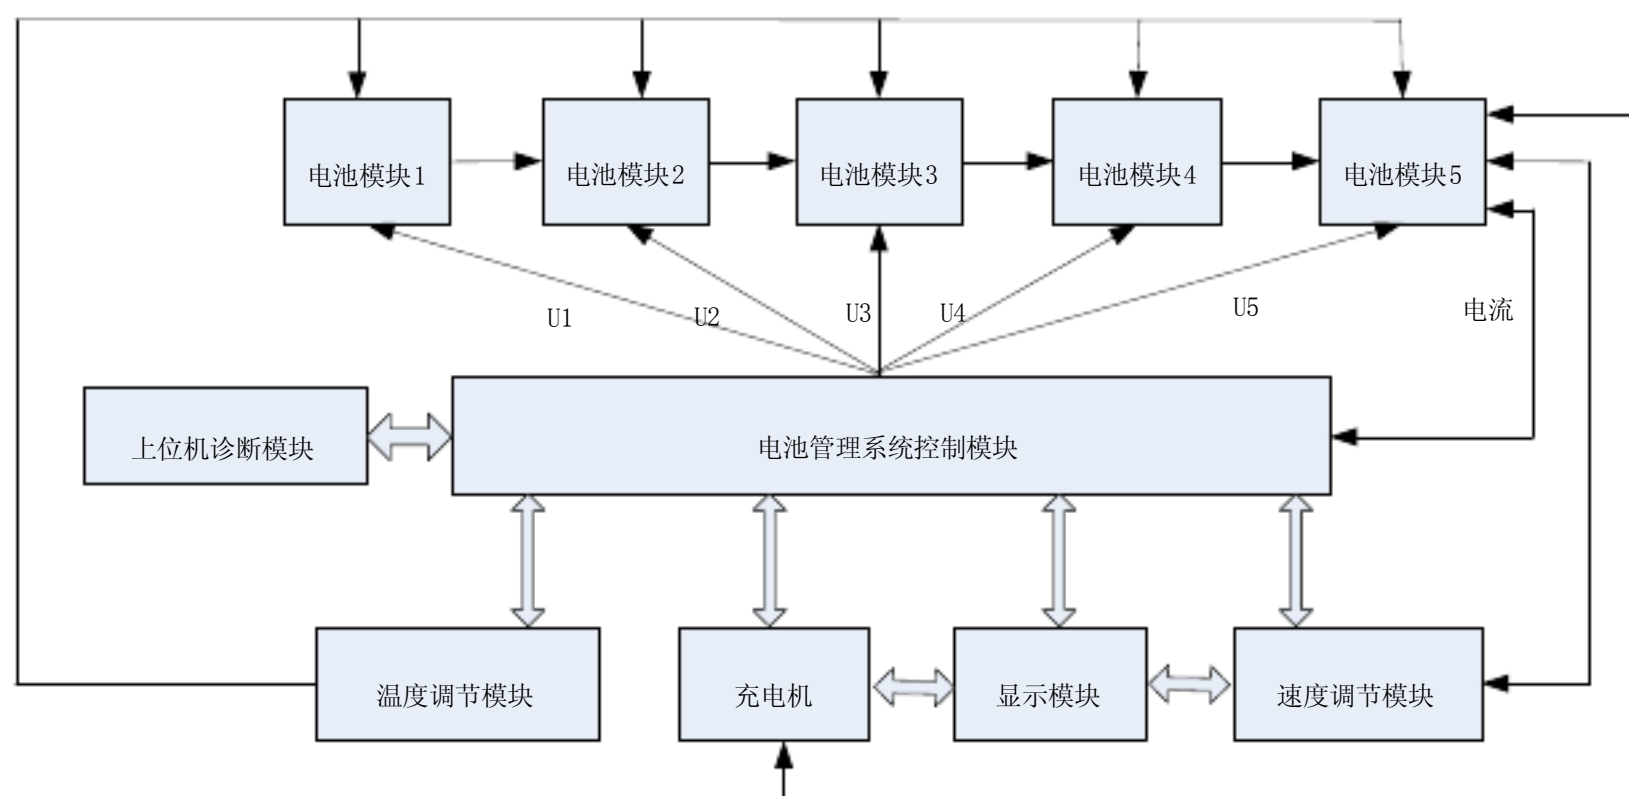 电池模块1
电池模块2
电池模块3
电池模块4
电池模块5
U1
U2
U3
U4
U5
电流
上位机诊断模块
电池管理系统控制模块
温度调节模块
充电机
显示模块
速度调节模块